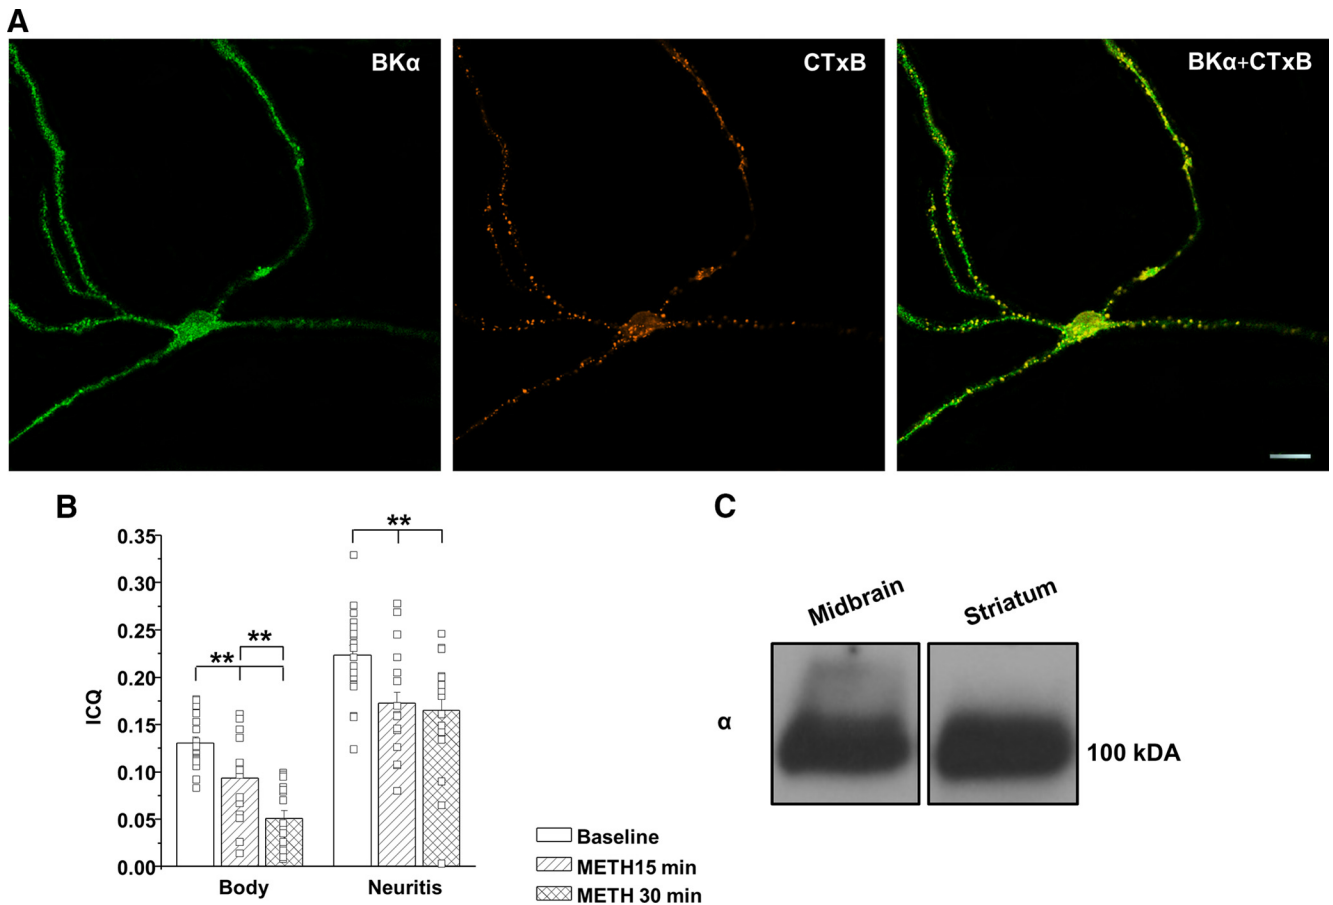 A
BKα
CTxB
BKα+CTxB
B
ICQ
0.35
0.30
0.25
0.20
0.15
0.10
0.05
0.00
**
**
**
Body
Neuritis
Baseline
METH15 min
METH 30 min
C
Midbrain
Striatum
α
100 kDA